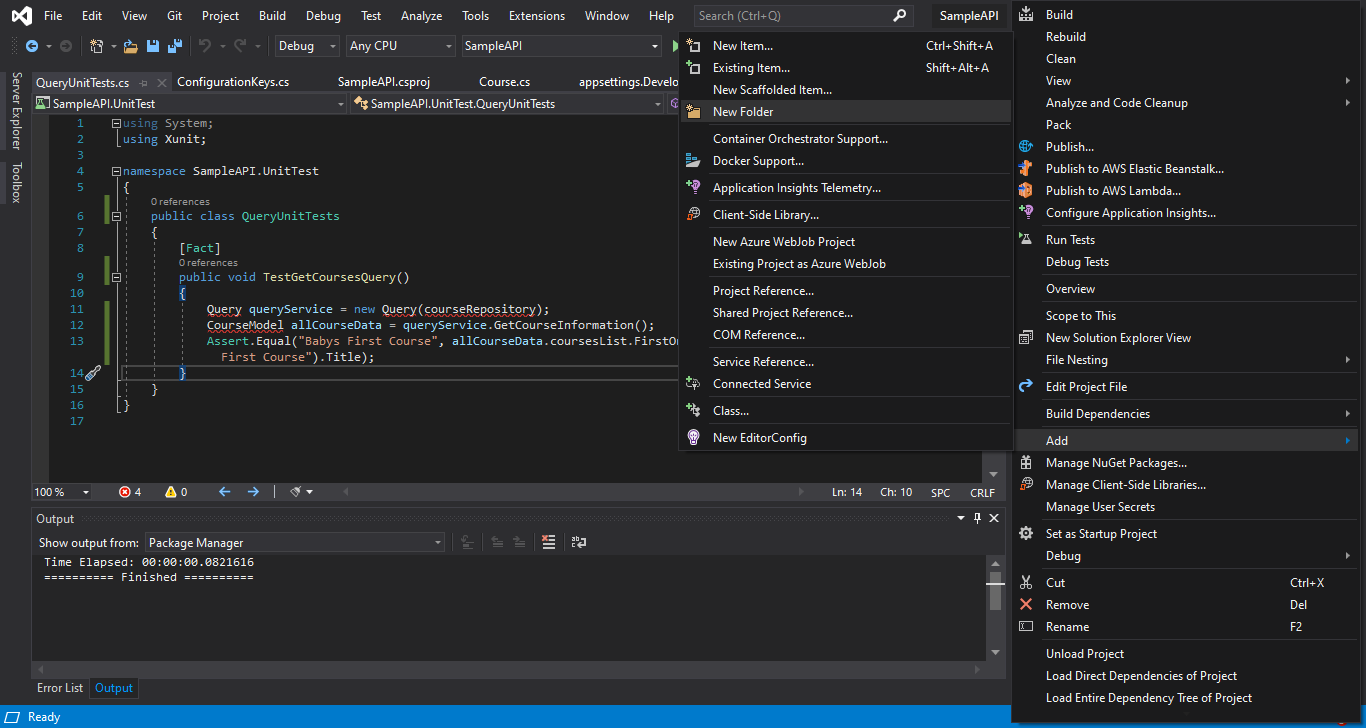 File Edit View Git Project Build Debug Test Analyze Tools Extensions Window Help Search (Ctrl+Q) SampleAPI
Debug Any CPU SampleAPI
Server Explorer
Toolbox
QueryUnitTests.cs ConfigurationKeys.cs SampleAPI.csproj Course.cs appsettings.Develo
SampleAPI.UnitTest SampleAPI.UnitTest.QueryUnitTests
1 using System;
2 using Xunit;
3
4 namespace SampleAPI.UnitTest
5 {
0 references
6 public class QueryUnitTests
7 {
8 [Fact]
0 references
9 public void TestGetCoursesQuery()
10 {
11 Query queryService = new Query(courseRepository);
12 CourseModel allCourseData = queryService.GetCourseInformation();
13 Assert.Equal("Babys First Course", allCourseData.coursesList.FirstO
First Course").Title);
14 }
15 }
16 }
17
100 % 4 0 Ln: 14 Ch: 10 SPC CRLF
Output
Show output from: Package Manager
Time Elapsed: 00:00:00.0821616
========== Finished ==========
Error List Output
Ready
New Item... Ctrl+Shift+A
Existing Item... Shift+Alt+A
New Scaffolded Item...
New Folder
Container Orchestrator Support...
Docker Support...
Application Insights Telemetry...
Client-Side Library...
New Azure WebJob Project
Existing Project as Azure WebJob
Project Reference...
Shared Project Reference...
COM Reference...
Service Reference...
Connected Service
Class...
New EditorConfig
Build
Rebuild
Clean
View
Analyze and Code Cleanup
Pack
Publish...
Publish to AWS Elastic Beanstalk...
Publish to AWS Lambda...
Configure Application Insights...
Run Tests
Debug Tests
Overview
Scope to This
New Solution Explorer View
File Nesting
Edit Project File
Build Dependencies
Add
Manage NuGet Packages...
Manage Client-Side Libraries...
Manage User Secrets
Set as Startup Project
Debug
Cut Ctrl+X
Remove Del
Rename F2
Unload Project
Load Direct Dependencies of Project
Load Entire Dependency Tree of Project